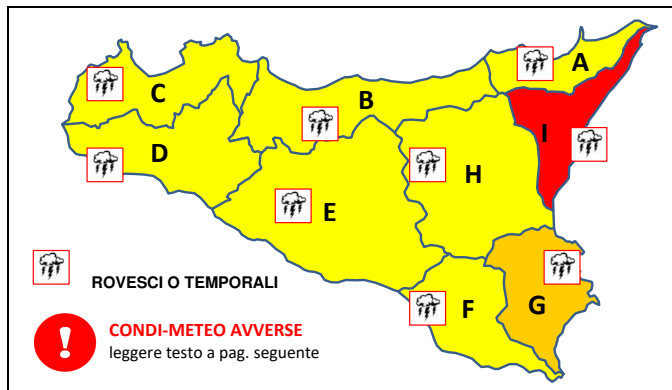 A
C
B
I
D
H
E
ROVESCI O TEMPORALI
F
G
!
CONDI-METEO AVVERSE
leggere testo a pag. seguente